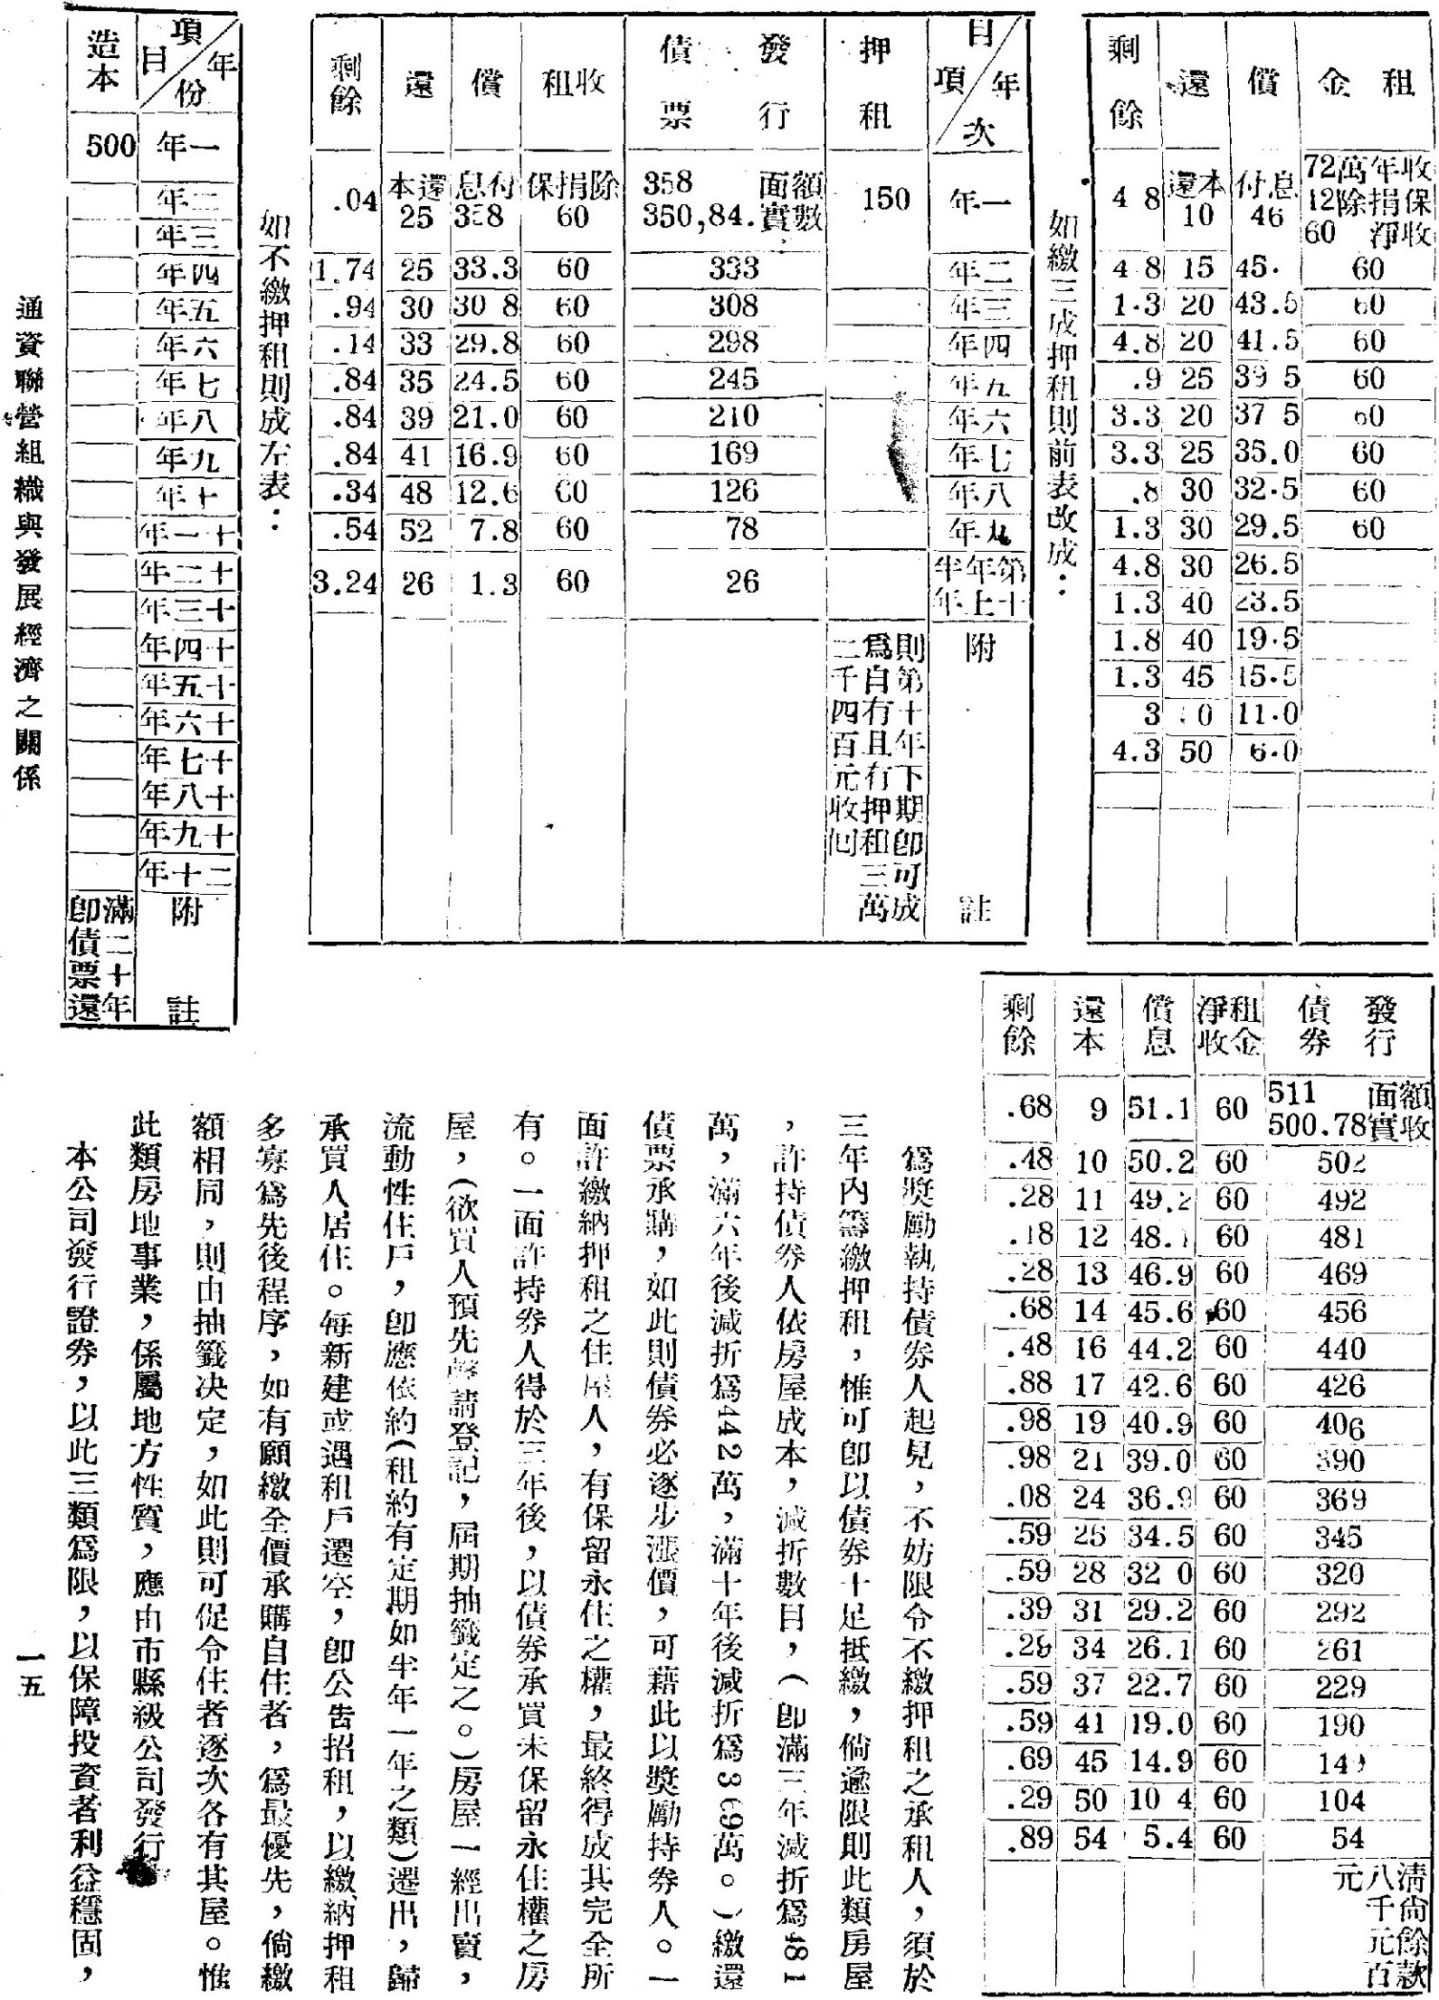 租金 償 還 剩餘
年收72萬 除捐保12 淨收60 付息46 還本10 4 8
60 45. 15 4 8
60 43.5 20 1.3
60 41.5 20 4.8
60 39 5 25 .9
60 37 5 20 3.3
60 35.0 25 3.3
60 32.5 30 .8
60 29.5 30 1.3
26.5 30 4.8
23.5 40 1.3
19.5 40 1.8
15.5 45 1.3
11.0 0 3
6.0 50 4.3
如繳三成押租則前表改成：
年次 項目 押租 發行債票 收租 償 還 剩餘
一年 150 面額358 實數350,84. 除捐保60 付息358 還本25 .04
二年 333 60 33.3 25 1.74
三年 308 60 30 8 30 .94
四年 298 60 29.8 33 .14
五年 245 60 24.5 35 .84
六年 210 60 21.0 39 .84
七年 169 60 16.9 41 .84
八年 126 60 12.6 48 .34
九年 78 60 7.8 52 .54
第十年上半年 26 60 1.3 26 3.24
附註 則第十年下期卽可成爲自有且有押租三萬二千四百元收回
如不繳押租則成左表：
年份 項目 造本
一年 500
二年
三年
四年
五年
六年
七年
八年
九年
十年
十一年
十二年
十三年
十四年
十五年
十六年
十七年
十八年
十九年
二十年
附註 滿二十年卽債票還
發行債券 租金淨收 償息 還本 剩餘
面額511 實收500.78 60 51.1 9 .68
502 60 50.2 10 .48
492 60 49.2 11 .28
481 60 48.1 12 .18
469 60 46.9 13 .28
456 60 45.6 14 .68
440 60 44.2 16 .48
426 60 42.6 17 .88
406 60 40.9 19 .98
390 60 39.0 21 .98
369 60 36.9 24 .08
345 60 34.5 25 .59
320 60 32 0 28 .59
292 60 29.2 31 .39
261 60 26.1 34 .29
229 60 22.7 37 .59
190 60 19.0 41 .59
149 60 14.9 45 .69
104 60 10 4 50 .29
54 60 5.4 54 .89
淸尙餘款八千元百元
爲獎勵執持債券人起見，不妨限令不繳押租之承租人，須於
三年內籌繳押租，惟可卽以債券十足抵繳，倘逾限則此類房屋
，許持債券人依房屋成本，減折數目，（卽滿三年減折爲481
萬，滿六年後減折爲442萬，滿十年後減折爲369萬。）繳還
債票承購，如此則債券必逐步漲價，可藉此以獎勵持券人。一
面許繳納押租之住屋人，有保留永住之權，最終得成其完全所
有。一面許持券人得於三年後，以債券承買未保留永住權之房
屋，（欲買人預先聲請登記，屆期抽籤定之。）房屋一經出賣，
流動性住戶，卽應依約（租約有定期如半年一年之類）遷出，歸
承買人居住。每新建或遇租戶遷空，卽公告招租，以繳納押租
多寡爲先後程序，如有願繳全價承購自住者，爲最優先，倘繳
額相同，則由抽籤決定，如此則可促令住者逐次各有其屋。惟
此類房地事業，係屬地方性質，應由市縣級公司發行
本公司發行證券，以此三類爲限，以保障投資者利益穩固，
通資聯營組織與發展經濟之關係
一五